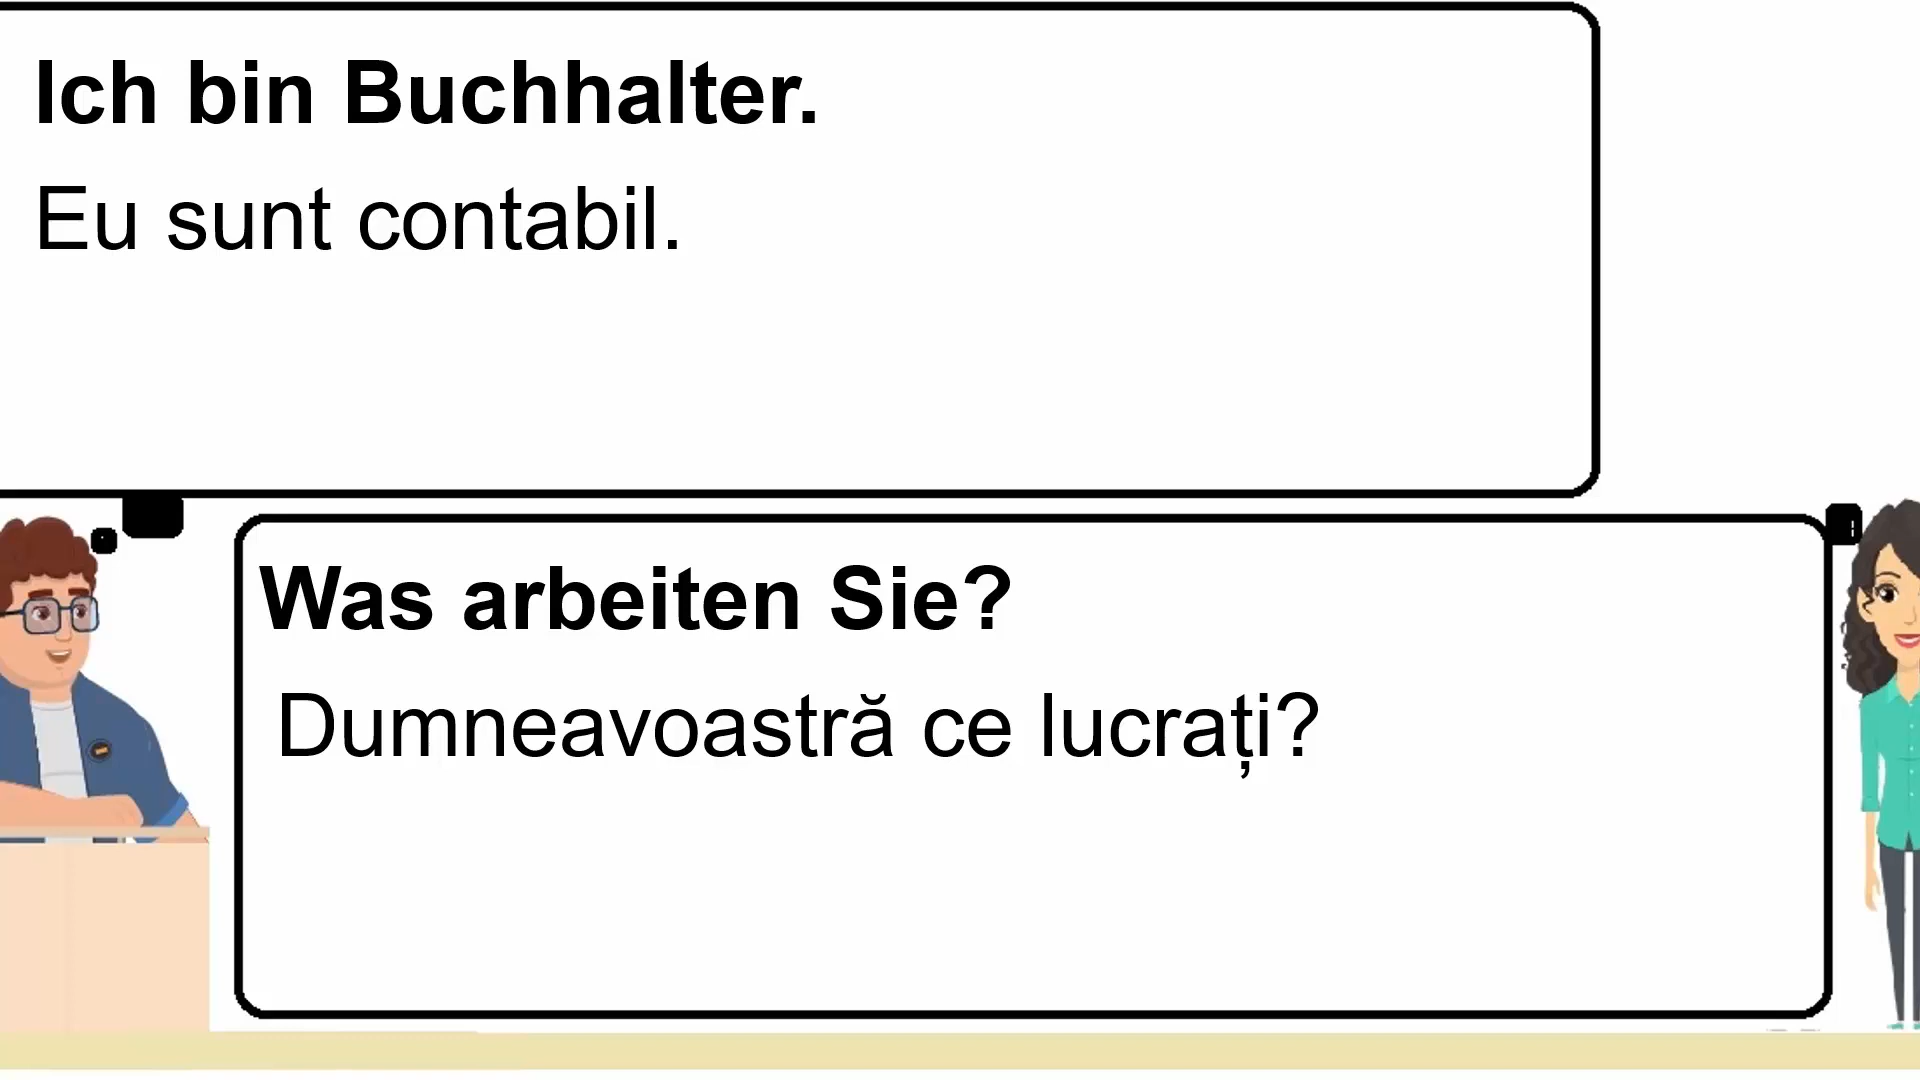 Ich bin Buchhalter.
Eu sunt contabil.
Was arbeiten Sie?
Dumneavoastră ce lucrați?